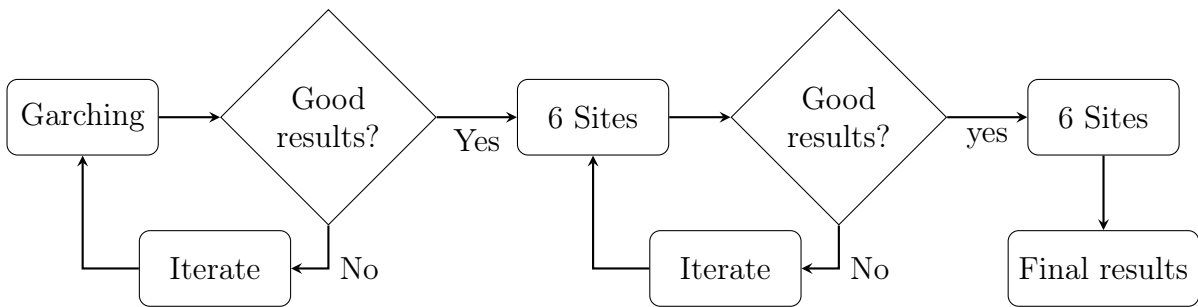 Garching
Good
results?
Yes
6 Sites
Good
results?
yes
6 Sites
Iterate
No
Iterate
No
Final results